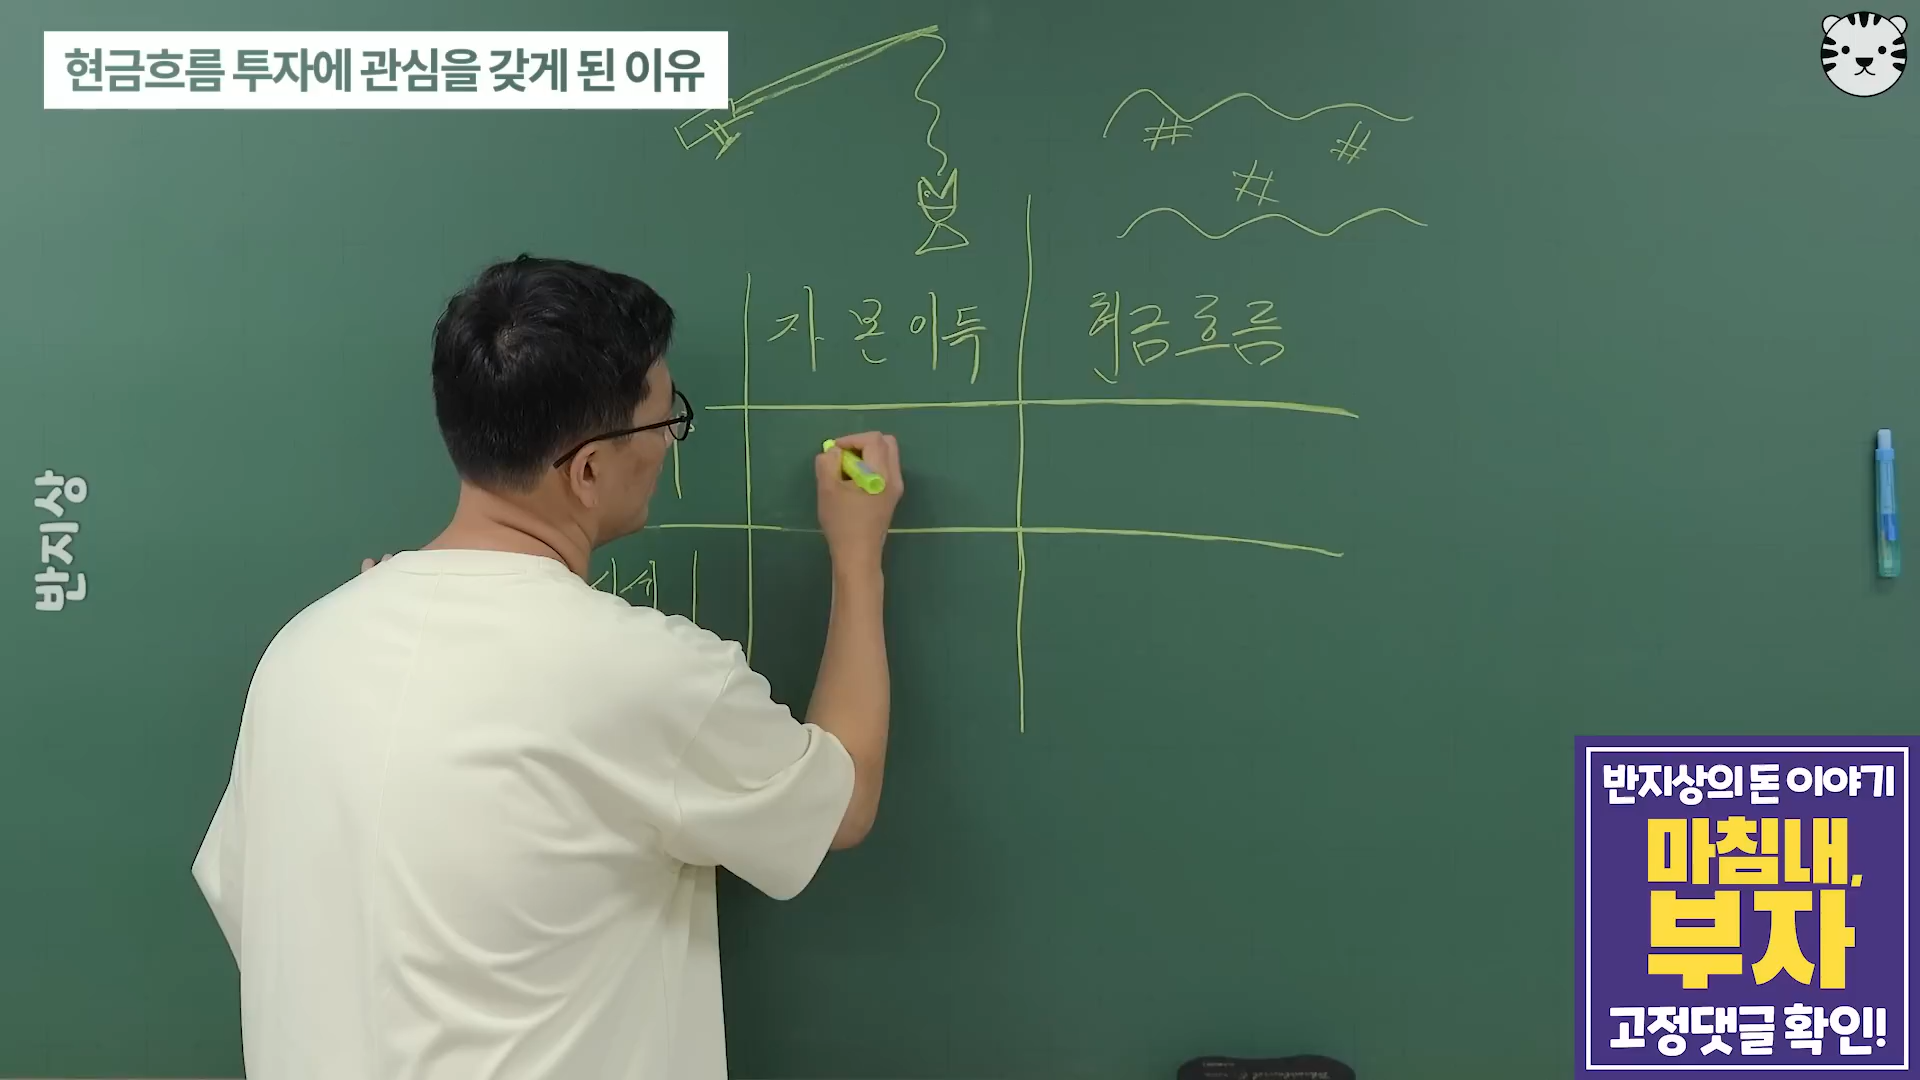 현금흐름 투자에 관심을 갖게 된 이유
# # #
자본이득 현금흐름
반지상
반지상의 돈 이야기
마침내,
부자
고정댓글 확인!